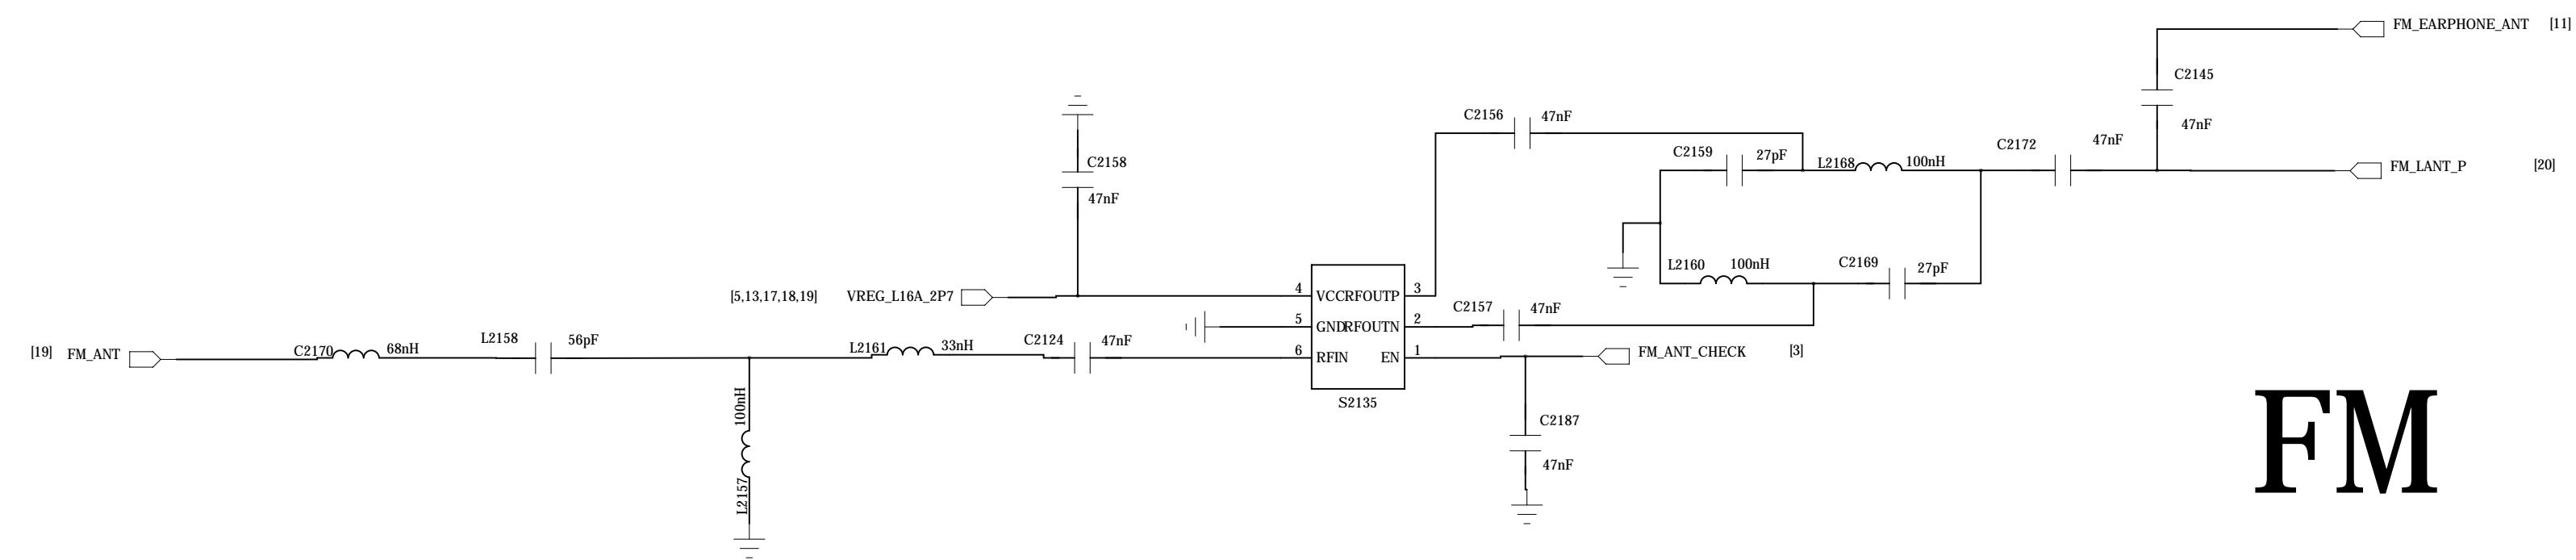 FM_EARPHONE_ANT [11]
C2145
47nF
C2156 47nF
C2172 47nF
C2159 27pF
L2168 100nH
FM_LANT_P [20]
C2158
47nF
L2160 100nH
C2169 27pF
[5,13,17,18,19] VREG_L16A_2P7
4 VCC RFOUTP 3
C2157 47nF
5 GND RFOUTN 2
[19] FM_ANT
C2170 68nH
L2158 56pF
L2161 33nH
C2124 47nF
6 RFIN EN 1
FM_ANT_CHECK [3]
S2135
100nH
L2157
C2187
47nF
FM